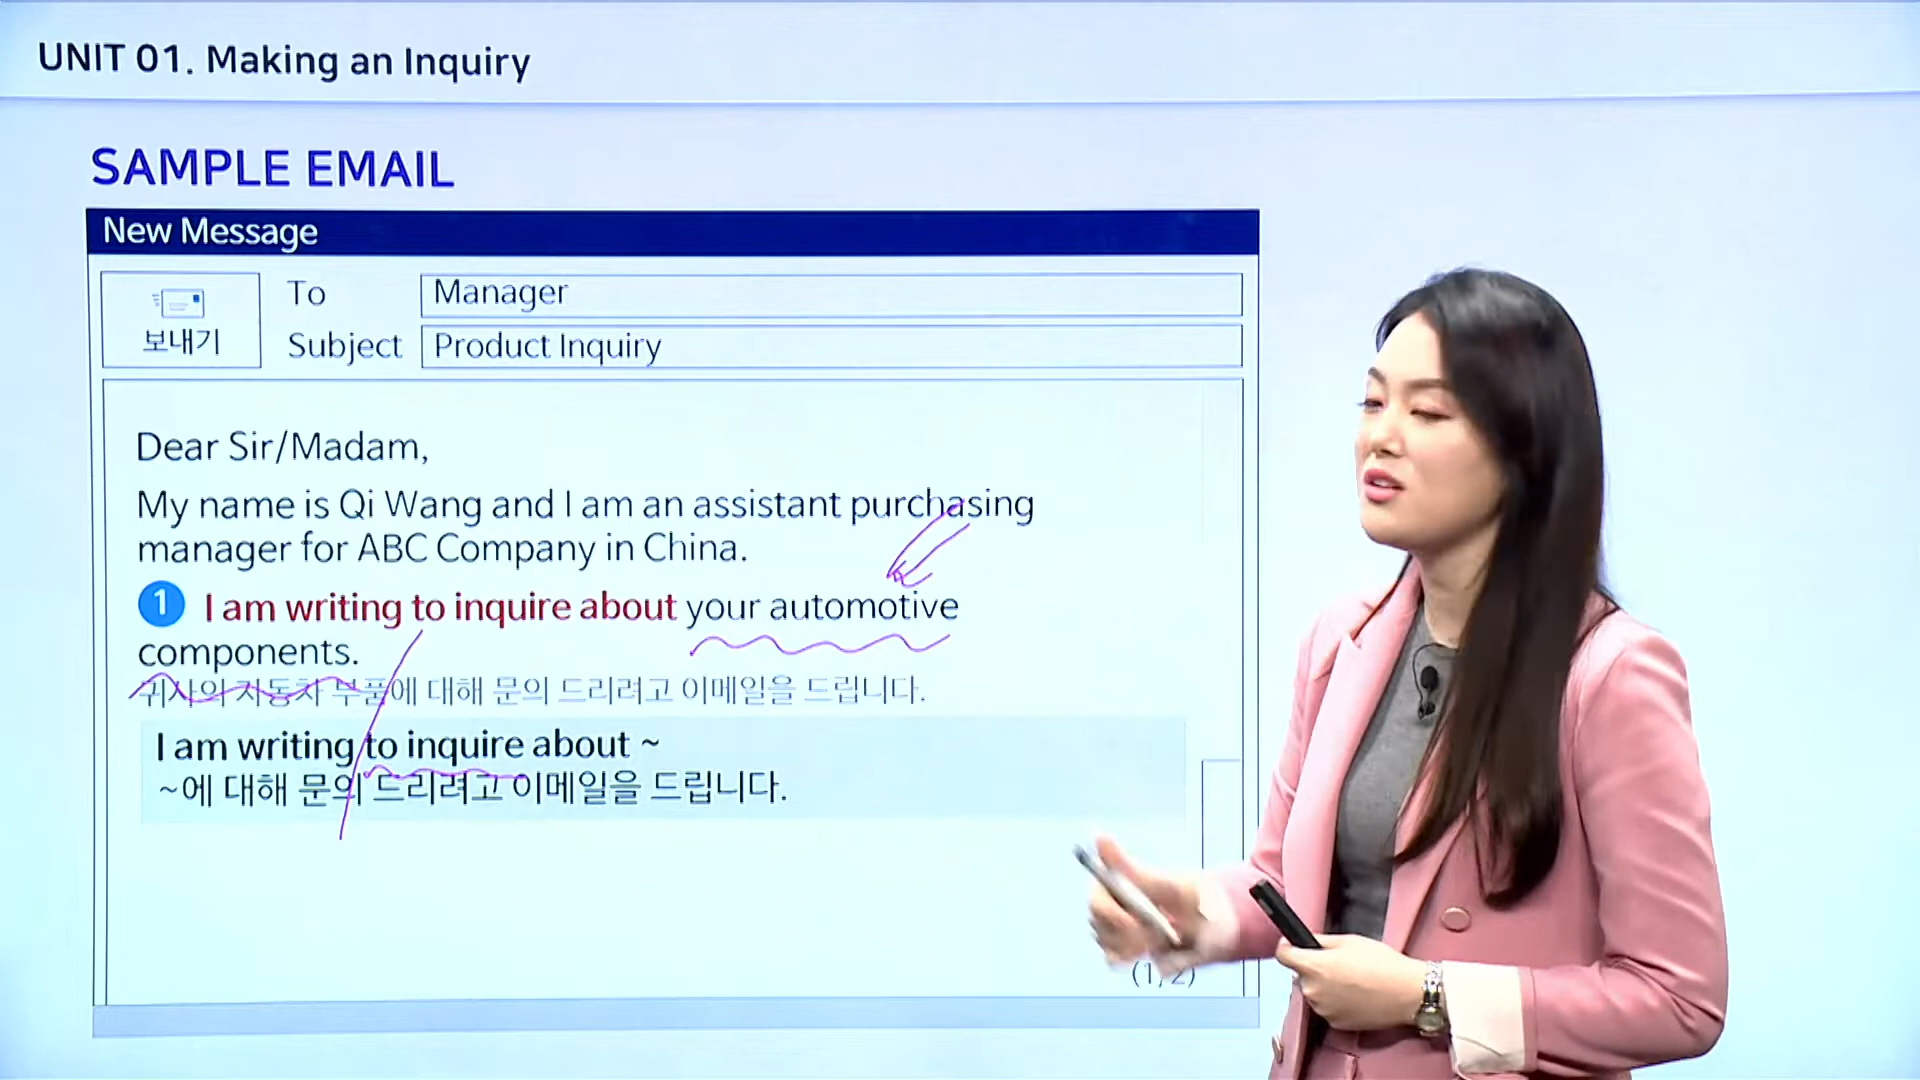 UNIT 01. Making an Inquiry
SAMPLE EMAIL
New Message
보내기
To
Manager
Subject
Product Inquiry
Dear Sir/Madam,
My name is Qi Wang and I am an assistant purchasing
manager for ABC Company in China.
1 I am writing to inquire about your automotive
components.
귀사의 자동차 부품에 대해 문의 드리려고 이메일을 드립니다.
I am writing to inquire about ~
~에 대해 문의 드리려고 이메일을 드립니다.
(1/2)